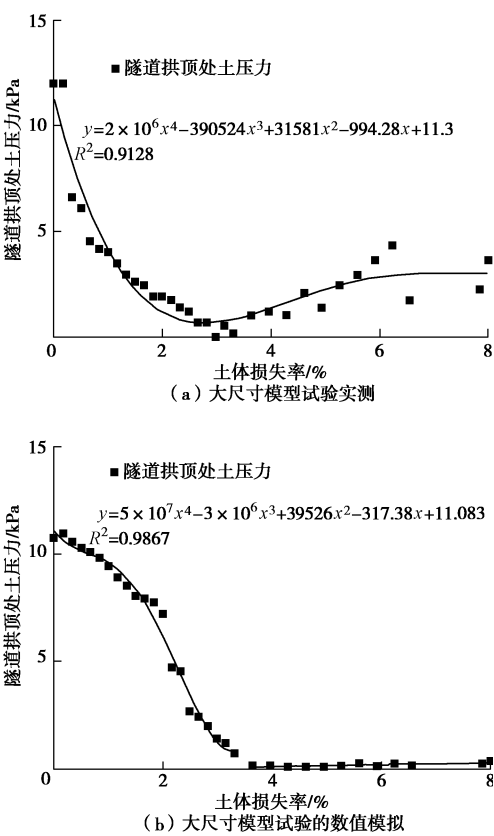 15
隧道拱顶处土压力
y=2×10⁶x⁴−390524x³+31581x²−994.28x+11.3
R²=0.9128
10
5
隧道拱顶处土压力/kPa
0 2 4 6 8
土体损失率/%
(a)大尺寸模型试验实测
15
隧道拱顶处土压力
y=5×10⁷x⁴−3×10⁶x³+39526x²−317.38x+11.083
R²=0.9867
10
5
隧道拱顶处土压力/kPa
0 2 4 6 8
土体损失率/%
(b)大尺寸模型试验的数值模拟